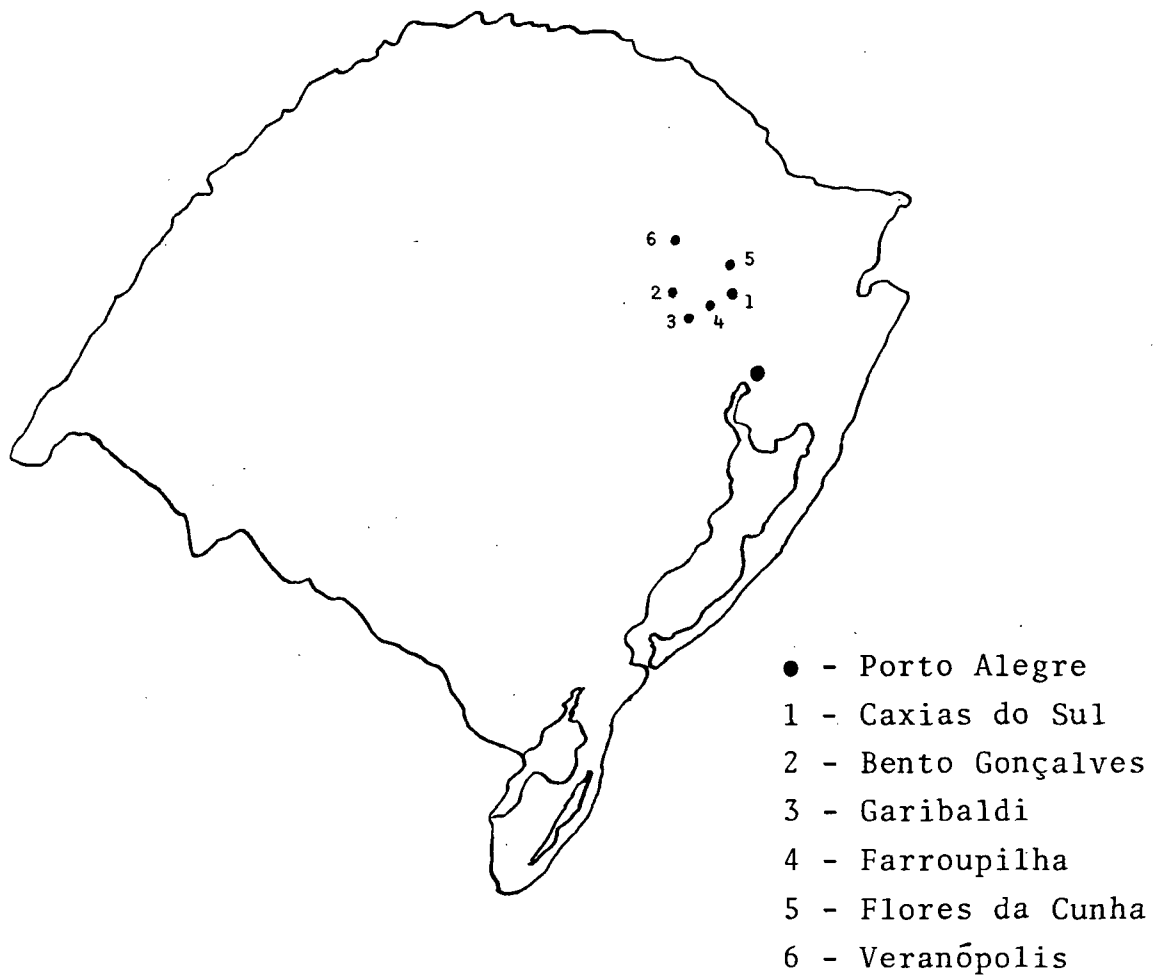 6
5
2
1
3
4
● - Porto Alegre
1 - Caxias do Sul
2 - Bento Gonçalves
3 - Garibaldi
4 - Farroupilha
5 - Flores da Cunha
6 - Veranópolis